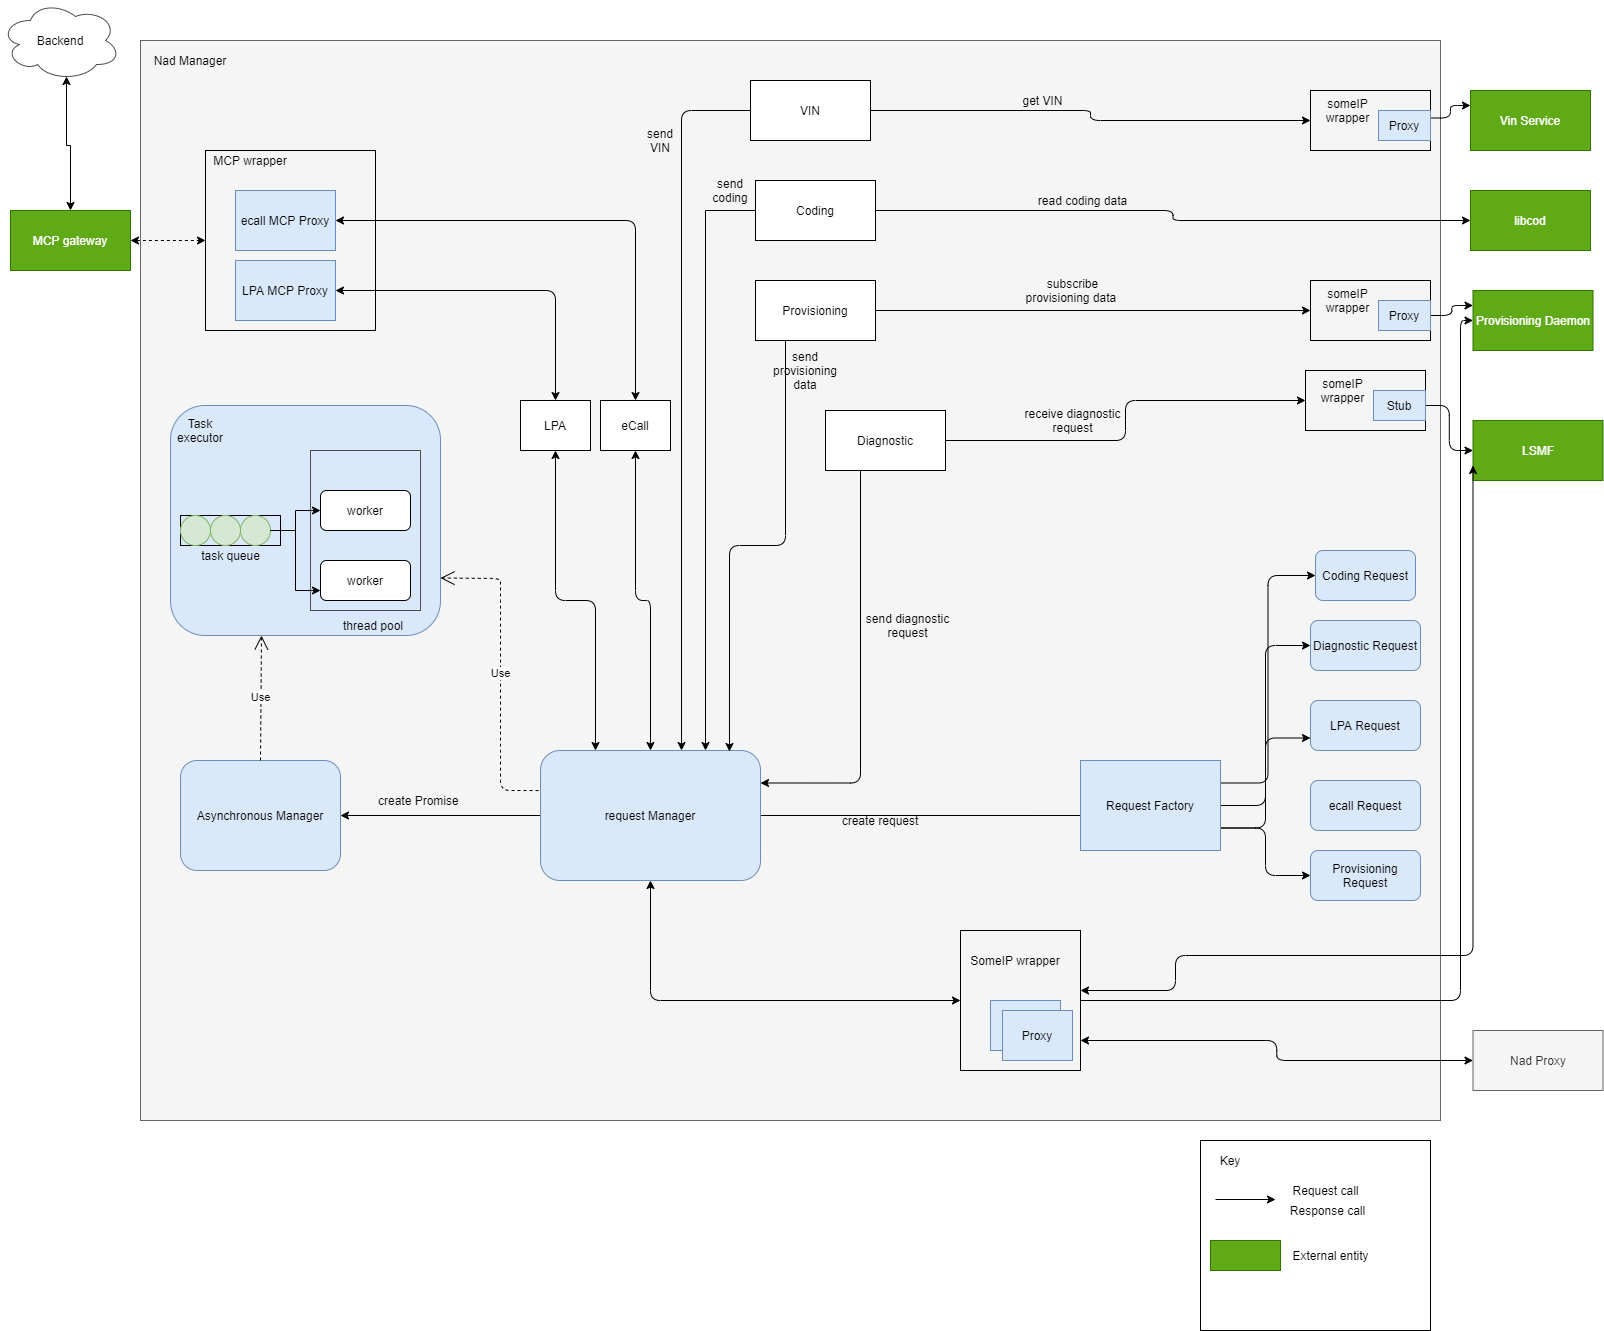 Backend
Nad Manager
VIN
get VIN
someIP
wrapper
Proxy
Vin Service
send
VIN
MCP wrapper
ecall MCP Proxy
LPA MCP Proxy
MCP gateway
send
coding
Coding
read coding data
libcod
Provisioning
subscribe
provisioning data
someIP
wrapper
Proxy
Provisioning Daemon
send
provisioning
data
someIP
wrapper
Stub
LSMF
Diagnostic
receive diagnostic
request
LPA
eCall
Task
executor
worker
worker
task queue
thread pool
Use
Use
send diagnostic
request
Coding Request
Diagnostic Request
LPA Request
ecall Request
Provisioning
Request
Asynchronous Manager
create Promise
request Manager
create request
Request Factory
SomeIP wrapper
Proxy
Nad Proxy
Key
Request call
Response call
External entity